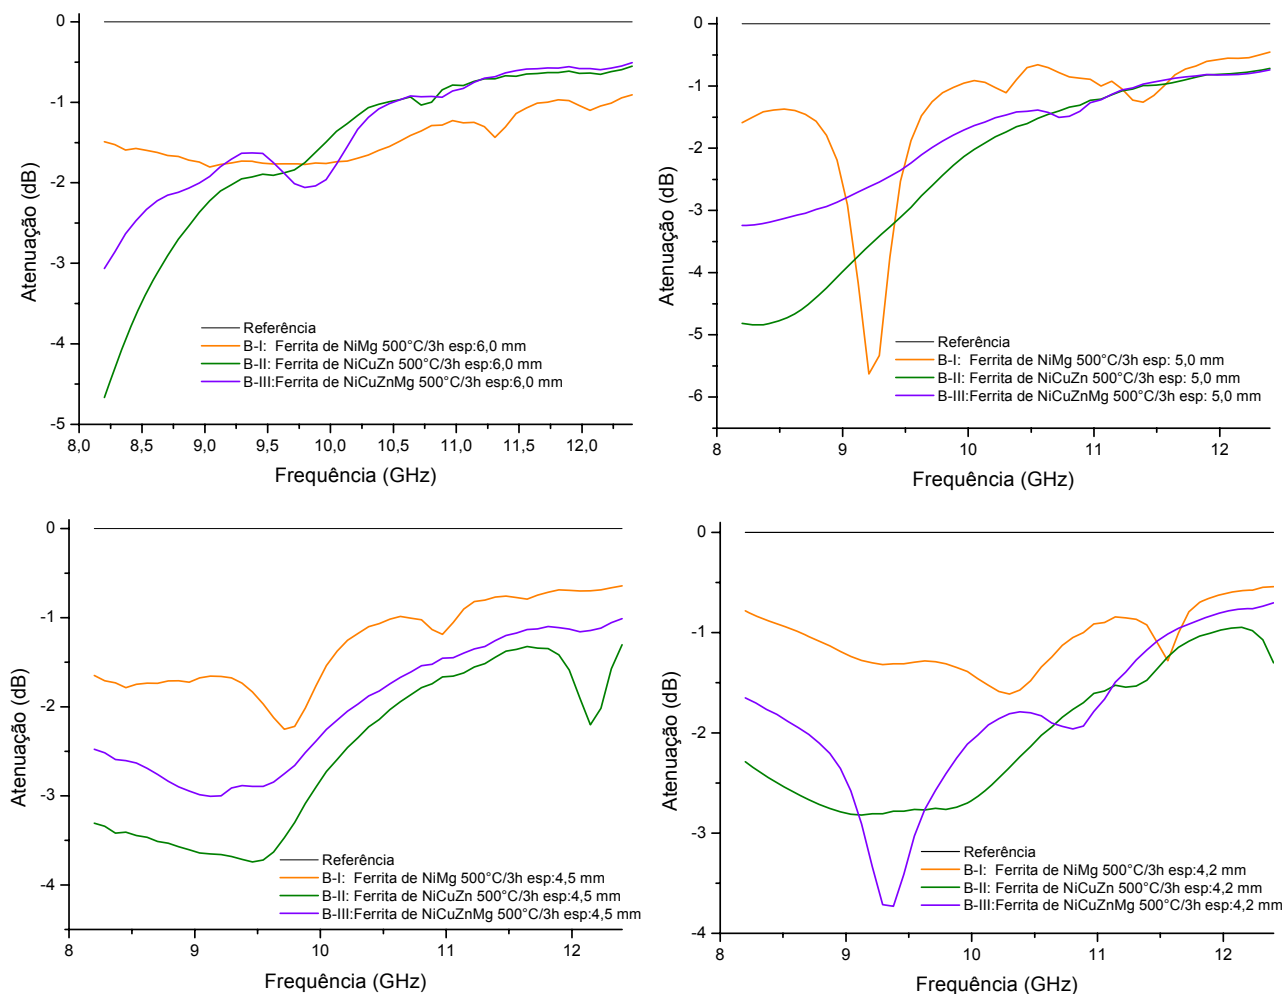 0
-1
-2
-3
-4
-5
Atenuação (dB)
Referência
B-I: Ferrita de NiMg 500°C/3h esp:6,0 mm
B-II: Ferrita de NiCuZn 500°C/3h esp:6,0 mm
B-III:Ferrita de NiCuZnMg 500°C/3h esp:6,0 mm
8,0 8,5 9,0 9,5 10,0 10,5 11,0 11,5 12,0
Frequência (GHz)
0
-1
-2
-3
-4
-5
-6
Atenuação (dB)
Referência
B-I: Ferrita de NiMg 500°C/3h esp: 5,0 mm
B-II: Ferrita de NiCuZn 500°C/3h esp: 5,0 mm
B-III:Ferrita de NiCuZnMg 500°C/3h esp: 5,0 mm
8 9 10 11 12
Frequência (GHz)
0
-1
-2
-3
-4
Atenuação (dB)
Referência
B-I: Ferrita de NiMg 500°C/3h esp:4,5 mm
B-II: Ferrita de NiCuZn 500°C/3h esp:4,5 mm
B-III:Ferrita de NiCuZnMg 500°C/3h esp:4,5 mm
8 9 10 11 12
Frequência (GHz)
0
-1
-2
-3
-4
Atenuação (dB)
Referência
B-I: Ferrita de NiMg 500°C/3h esp:4,2 mm
B-II: Ferrita de NiCuZn 500°C/3h esp:4,2 mm
B-III:Ferrita de NiCuZnMg 500°C/3h esp:4,2 mm
8 9 10 11 12
Frequência (GHz)